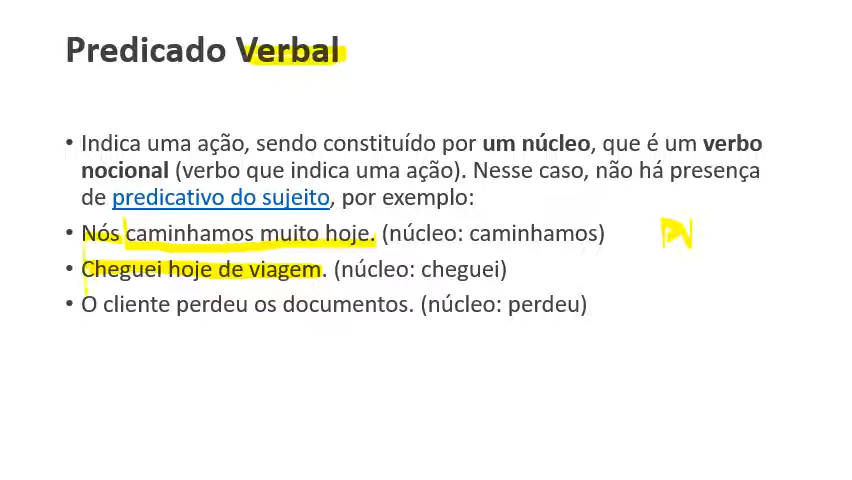 Predicado Verbal
• Indica uma ação, sendo constituído por um núcleo, que é um verbo
nocional (verbo que indica uma ação). Nesse caso, não há presença
de predicativo do sujeito, por exemplo:
• Nós caminhamos muito hoje. (núcleo: caminhamos)
• Cheguei hoje de viagem. (núcleo: cheguei)
• O cliente perdeu os documentos. (núcleo: perdeu)